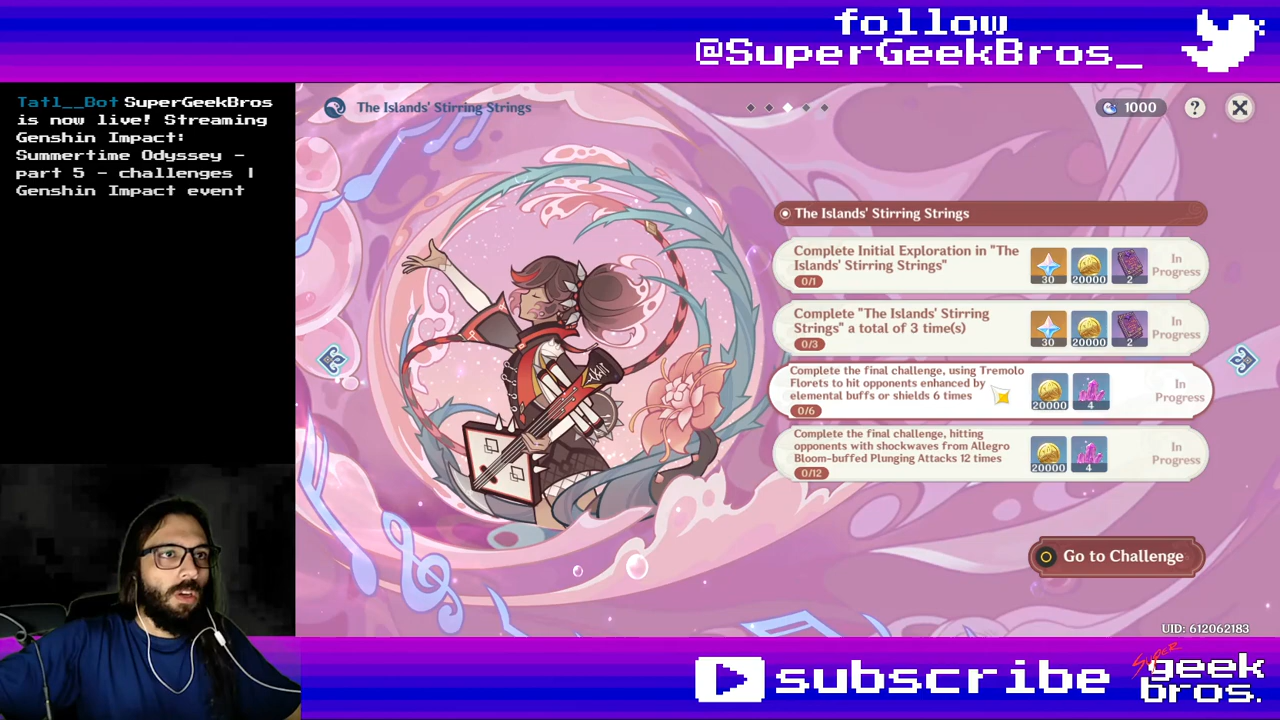 follow
@SuperGeekBros_
Tatl__Bot SuperGeekBros
is now live! Streaming
Genshin Impact:
Summertime Odyssey -
part 5 - challenges |
Genshin Impact event
The Islands' Stirring Strings
1000
?
The Islands' Stirring Strings
Complete Initial Exploration in "The
Islands' Stirring Strings"
0/1
30 20000 2
In
Progress
Complete "The Islands' Stirring
Strings" a total of 3 time(s)
0/3
30 20000 2
In
Progress
Complete the final challenge, using Tremolo
Florets to hit opponents enhanced by
elemental buffs or shields 6 times
0/6
20000 4
In
Progress
Complete the final challenge, hitting
opponents with shockwaves from Allegro
Bloom-buffed Plunging Attacks 12 times
0/12
20000 4
In
Progress
Go to Challenge
UID: 612062183
subscribe
super
geek
bros.